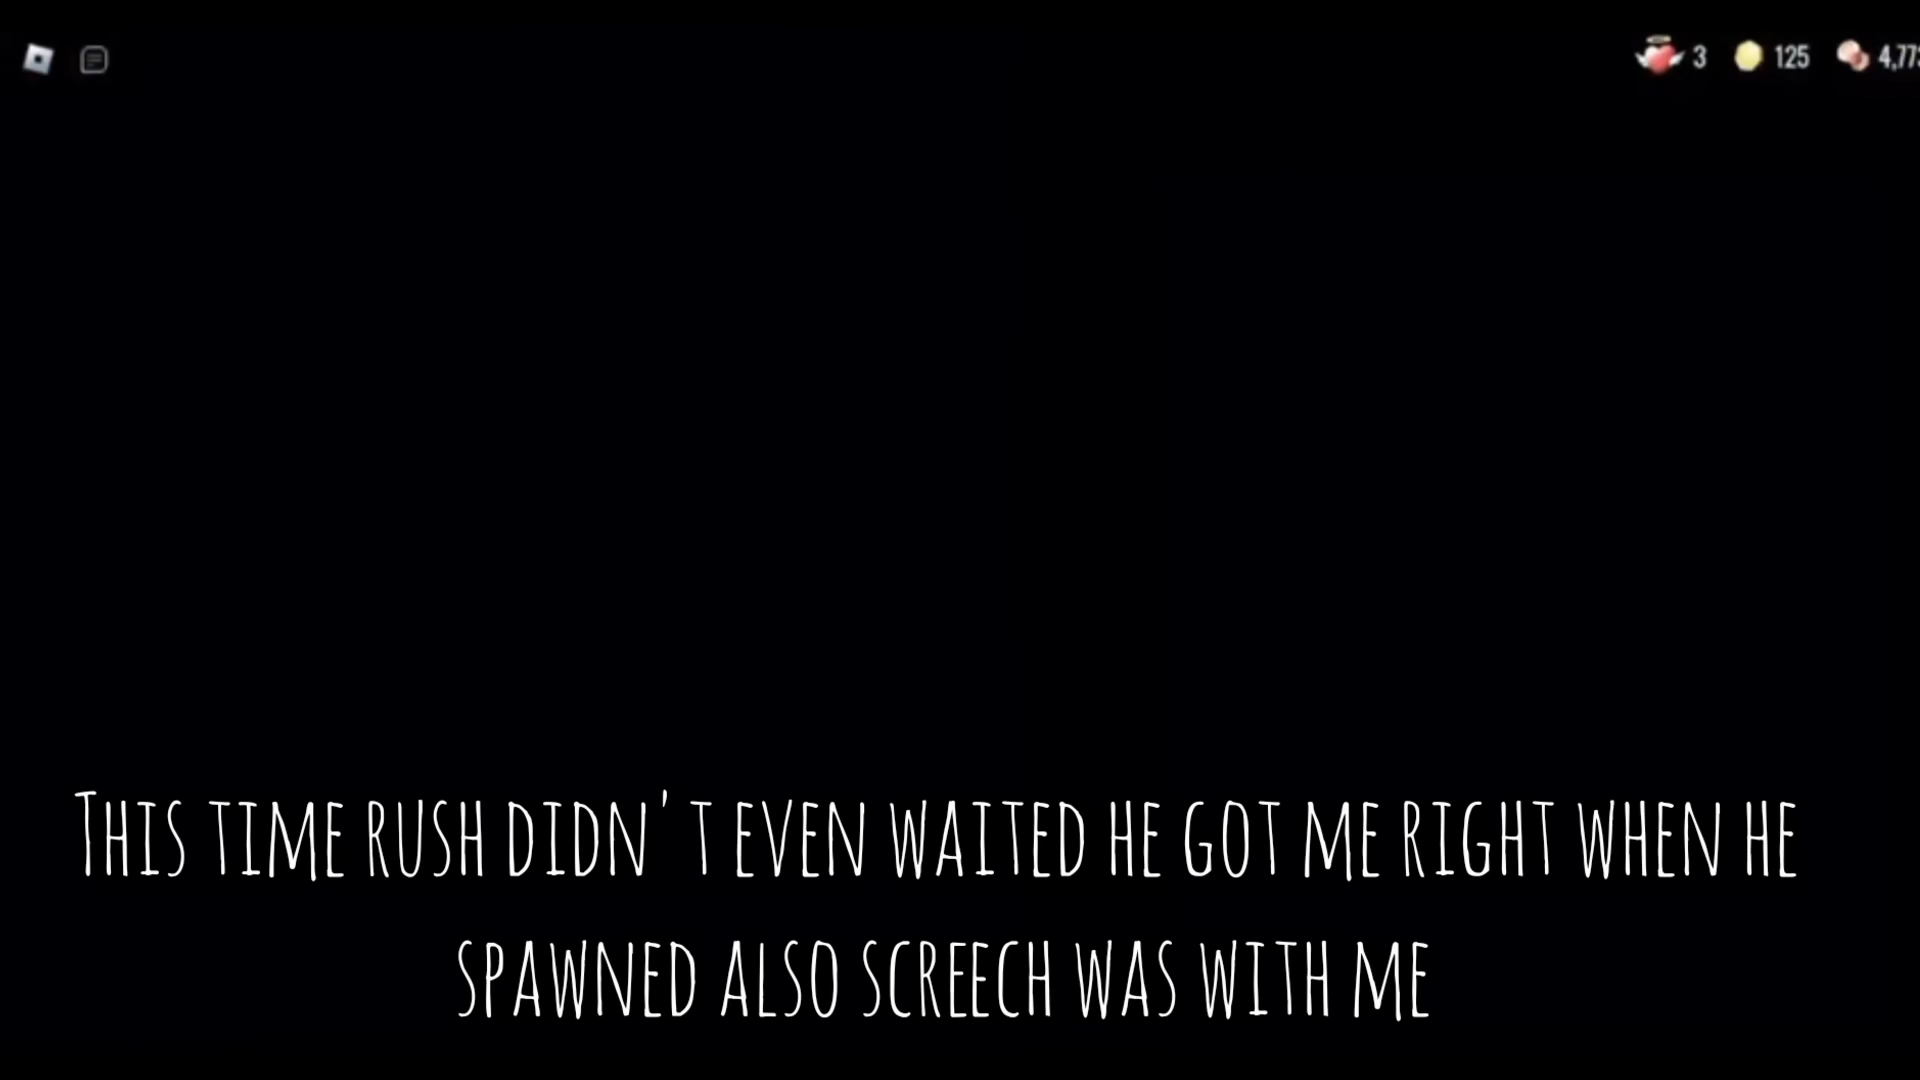 3 125 4,773
This time rush didn't even waited he got me right when he
spawned also screech was with me